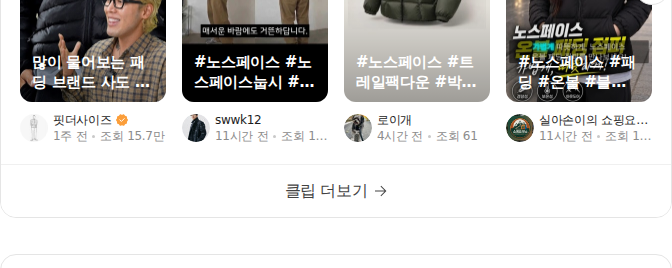 매서운 바람에도 거뜬하답니다.
노스페이스
많이 물어보는 패
딩 브랜드 사도 ...
#노스페이스 #노
스페이스눕시 #...
#노스페이스 #트
레일팩다운 #박...
#노스페이스 #패
딩 #온볼 #블...
핏더사이즈
1주 전 · 조회 15.7만
swwk12
11시간 전 · 조회 1...
로이개
4시간 전 · 조회 61
실아손이의 쇼핑요...
11시간 전 · 조회 1...
클립 더보기 →